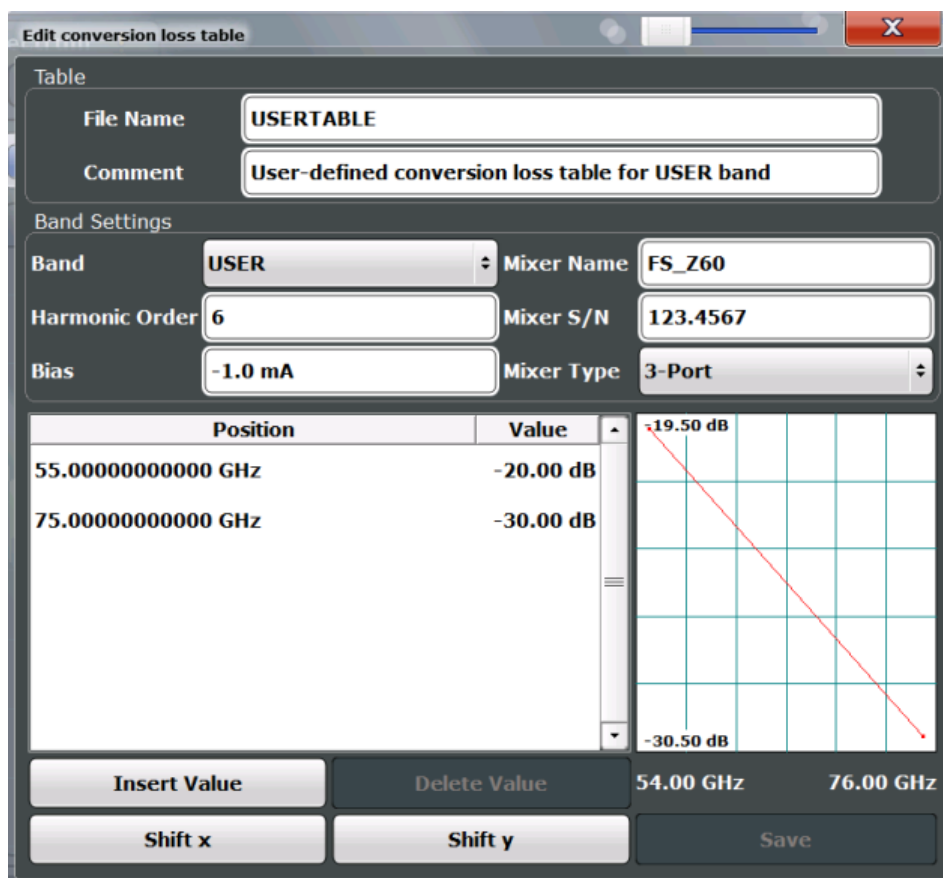 Edit conversion loss table
X
Table
File Name USERTABLE
Comment User-defined conversion loss table for USER band
Band Settings
Band USER Mixer Name FS_Z60
Harmonic Order 6 Mixer S/N 123.4567
Bias -1.0 mA Mixer Type 3-Port
Position Value
-19.50 dB
55.00000000000 GHz -20.00 dB
75.00000000000 GHz -30.00 dB
-30.50 dB
Insert Value Delete Value 54.00 GHz 76.00 GHz
Shift x Shift y Save